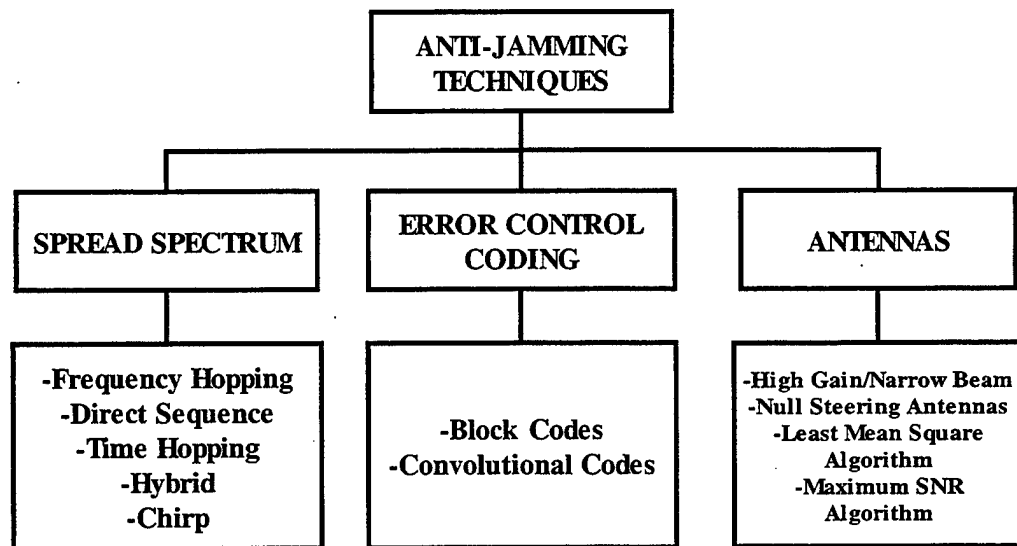 ANTI-JAMMING
TECHNIQUES
SPREAD SPECTRUM
ERROR CONTROL
CODING
ANTENNAS
-Frequency Hopping
-Direct Sequence
-Time Hopping
-Hybrid
-Chirp
-Block Codes
-Convolutional Codes
-High Gain/Narrow Beam
-Null Steering Antennas
-Least Mean Square
Algorithm
-Maximum SNR
Algorithm